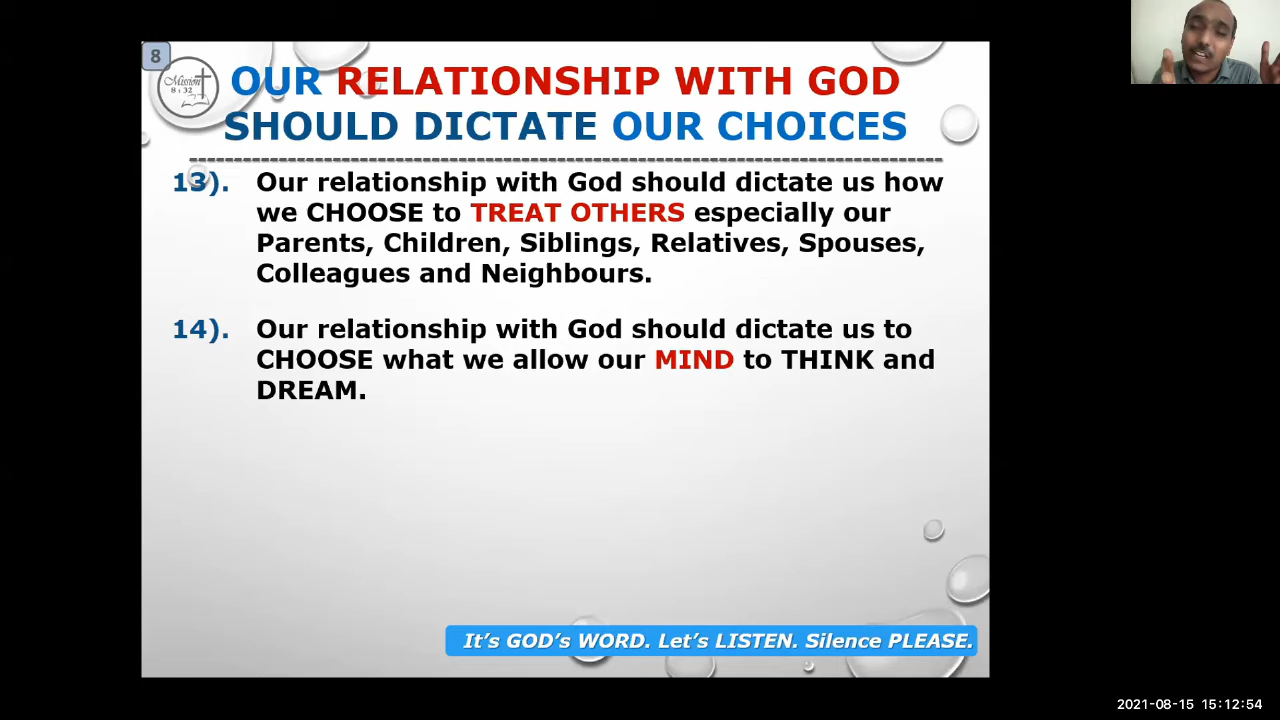 8
Mission
8:32
OUR RELATIONSHIP WITH GOD
SHOULD DICTATE OUR CHOICES
13). Our relationship with God should dictate us how
we CHOOSE to TREAT OTHERS especially our
Parents, Children, Siblings, Relatives, Spouses,
Colleagues and Neighbours.
14). Our relationship with God should dictate us to
CHOOSE what we allow our MIND to THINK and
DREAM.
It's GOD's WORD. Let's LISTEN. Silence PLEASE.
2021-08-15 15:12:54